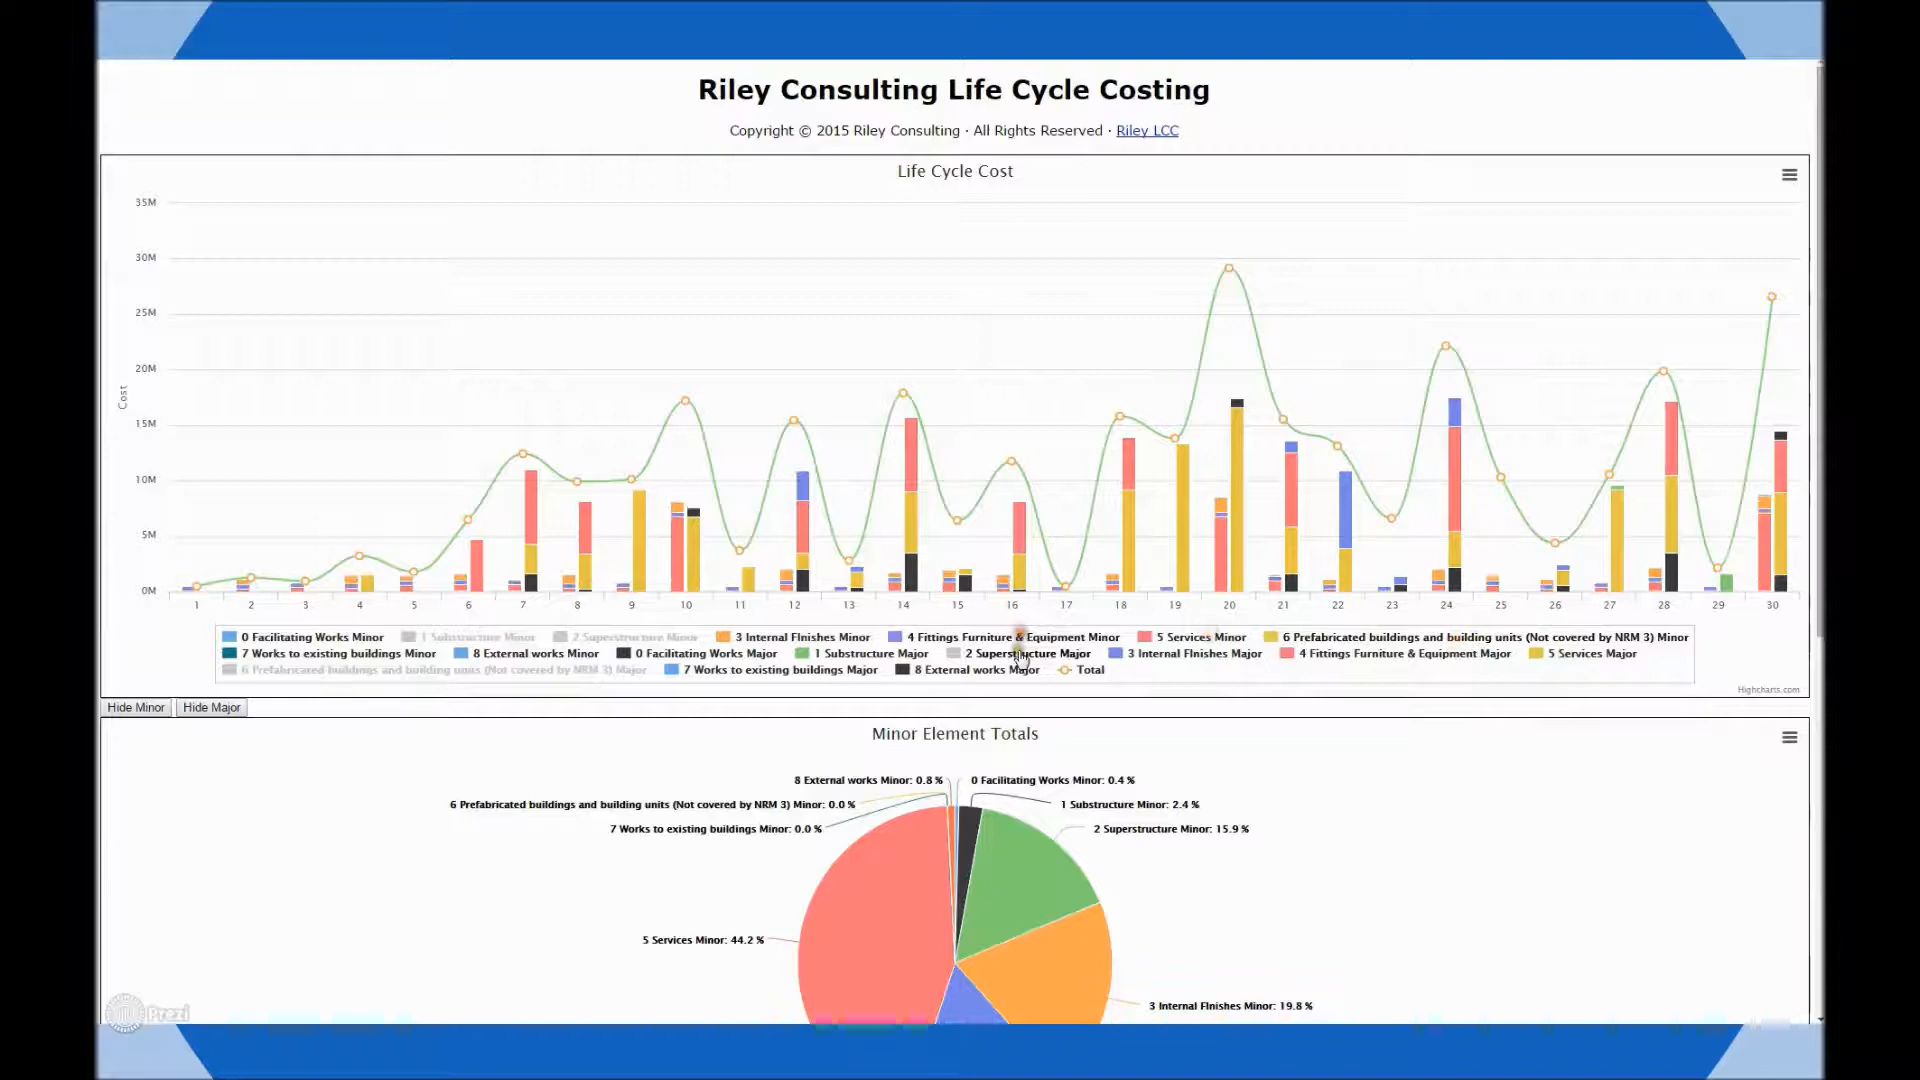 Riley Consulting Life Cycle Costing
Copyright © 2015 Riley Consulting · All Rights Reserved · Riley LCC
Life Cycle Cost
35M
30M
25M
20M
15M
10M
5M
0M
Cost
1 2 3 4 5 6 7 8 9 10 11 12 13 14 15 16 17 18 19 20 21 22 23 24 25 26 27 28 29 30
0 Facilitating Works Minor 1 Substructure Minor 2 Superstructure Minor 3 Internal FInishes Minor 4 Fittings Furniture & Equipment Minor 5 Services Minor 6 Prefabricated buildings and building units (Not covered by NRM 3) Minor
7 Works to existing buildings Minor 8 External works Minor 0 Facilitating Works Major 1 Substructure Major 2 Superstructure Major 3 Internal FInishes Major 4 Fittings Furniture & Equipment Major 5 Services Major
6 Prefabricated buildings and building units (Not covered by NRM 3) Major 7 Works to existing buildings Major 8 External works Major Total
Highcharts.com
Hide Minor Hide Major
Minor Element Totals
8 External works Minor: 0.8 % 0 Facilitating Works Minor: 0.4 %
6 Prefabricated buildings and building units (Not covered by NRM 3) Minor: 0.0 % 1 Substructure Minor: 2.4 %
7 Works to existing buildings Minor: 0.0 % 2 Superstructure Minor: 15.9 %
5 Services Minor: 44.2 %
3 Internal FInishes Minor: 19.8 %
Prezi